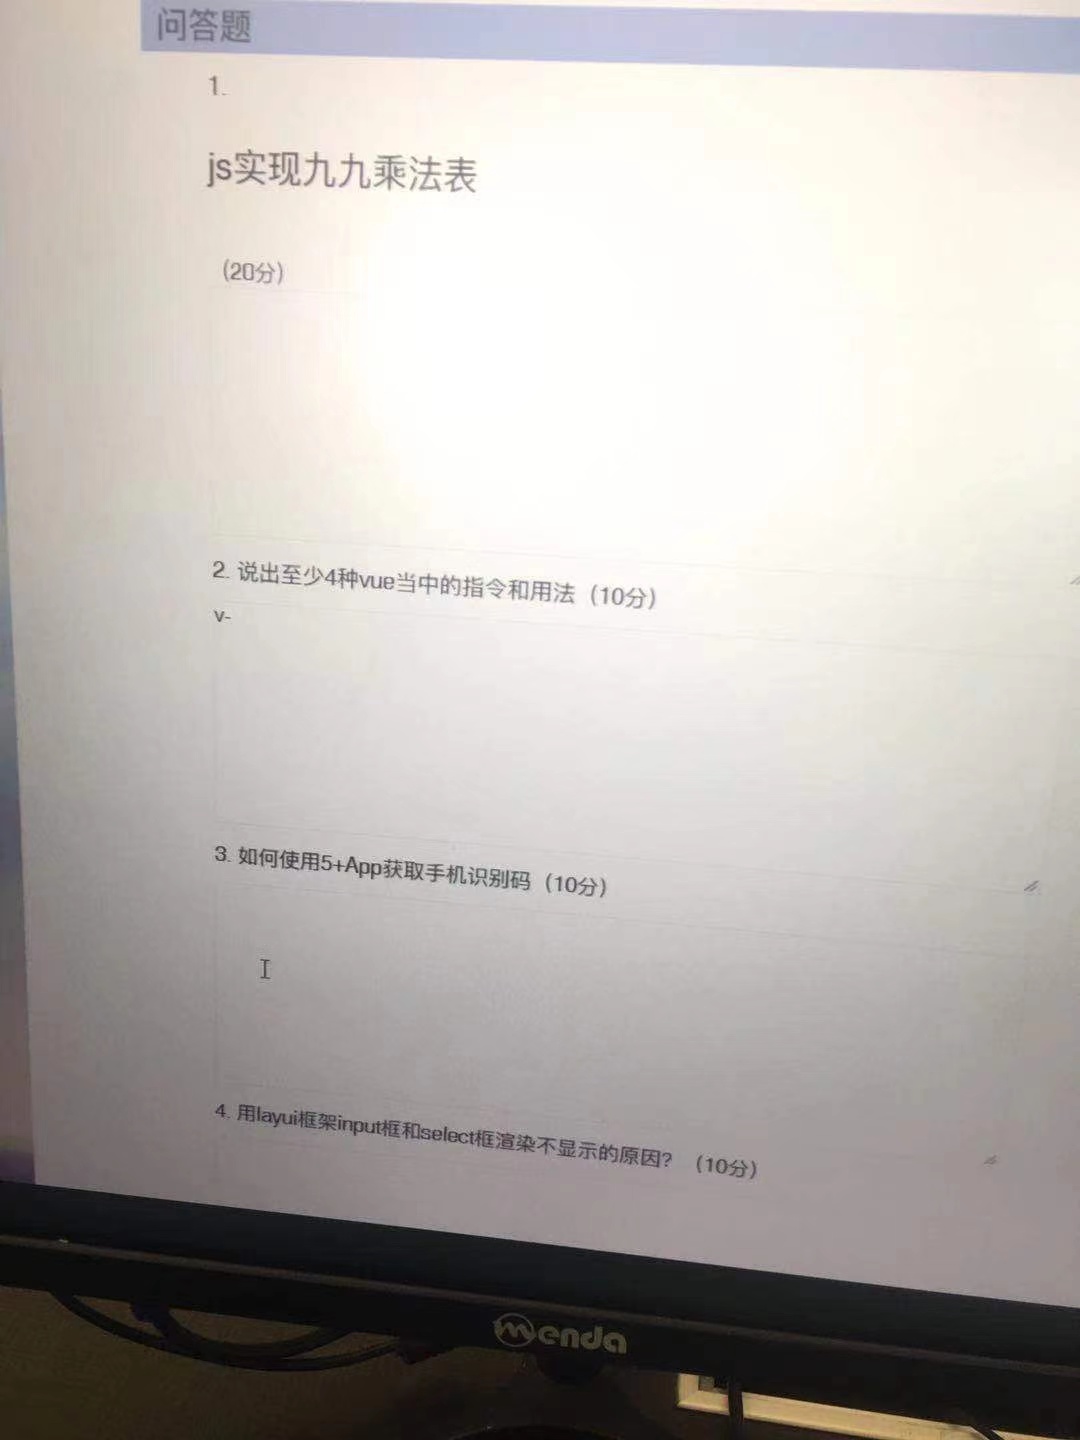 问答题
1.
js实现九九乘法表
（20分）
2. 说出至少4种vue当中的指令和用法（10分）
v-
3. 如何使用5+App获取手机识别码（10分）
4. 用layui框架input框和select框渲染不显示的原因？（10分）
menda